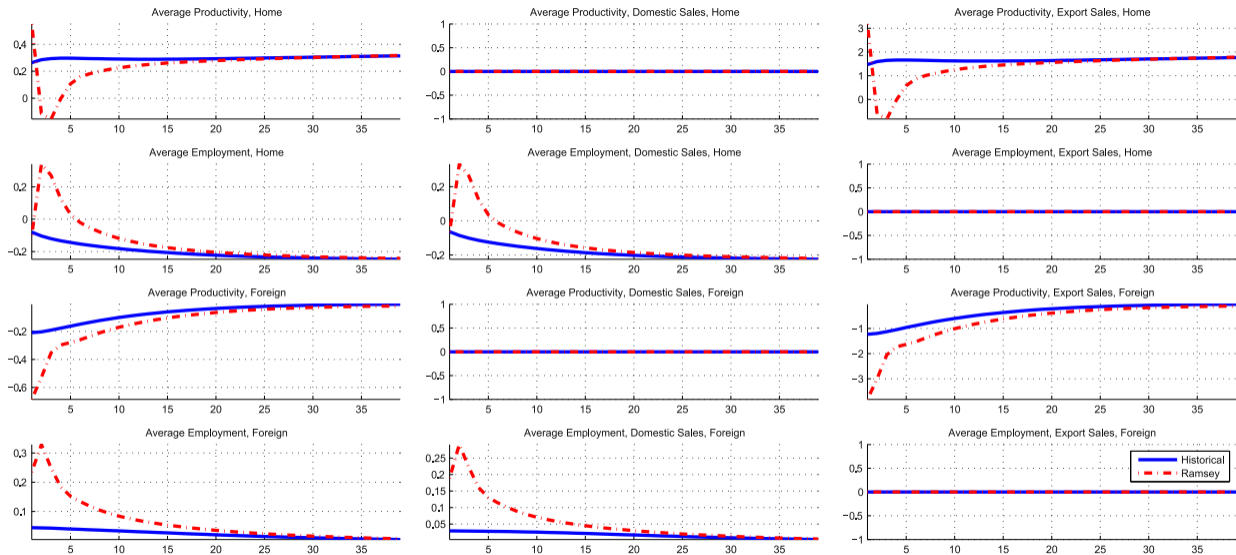 Average Productivity, Home
Average Productivity, Domestic Sales, Home
Average Productivity, Export Sales, Home
0.4
0.2
0
5 10 15 20 25 30 35
1
0.5
0
−0.5
−1
5 10 15 20 25 30 35
3
2
1
0
5 10 15 20 25 30 35
Average Employment, Home
Average Employment, Domestic Sales, Home
Average Employment, Export Sales, Home
0.2
0
−0.2
5 10 15 20 25 30 35
0.2
0
−0.2
5 10 15 20 25 30 35
1
0.5
0
−0.5
−1
5 10 15 20 25 30 35
Average Productivity, Foreign
Average Productivity, Domestic Sales, Foreign
Average Productivity, Export Sales, Foreign
−0.2
−0.4
−0.6
5 10 15 20 25 30 35
1
0.5
0
−0.5
−1
5 10 15 20 25 30 35
−1
−2
−3
5 10 15 20 25 30 35
Average Employment, Foreign
Average Employment, Domestic Sales, Foreign
Average Employment, Export Sales, Foreign
0.3
0.2
0.1
5 10 15 20 25 30 35
0.25
0.2
0.15
0.1
0.05
5 10 15 20 25 30 35
1
0.5
0
−0.5
−1
5 10 15 20 25 30 35
Historical
Ramsey